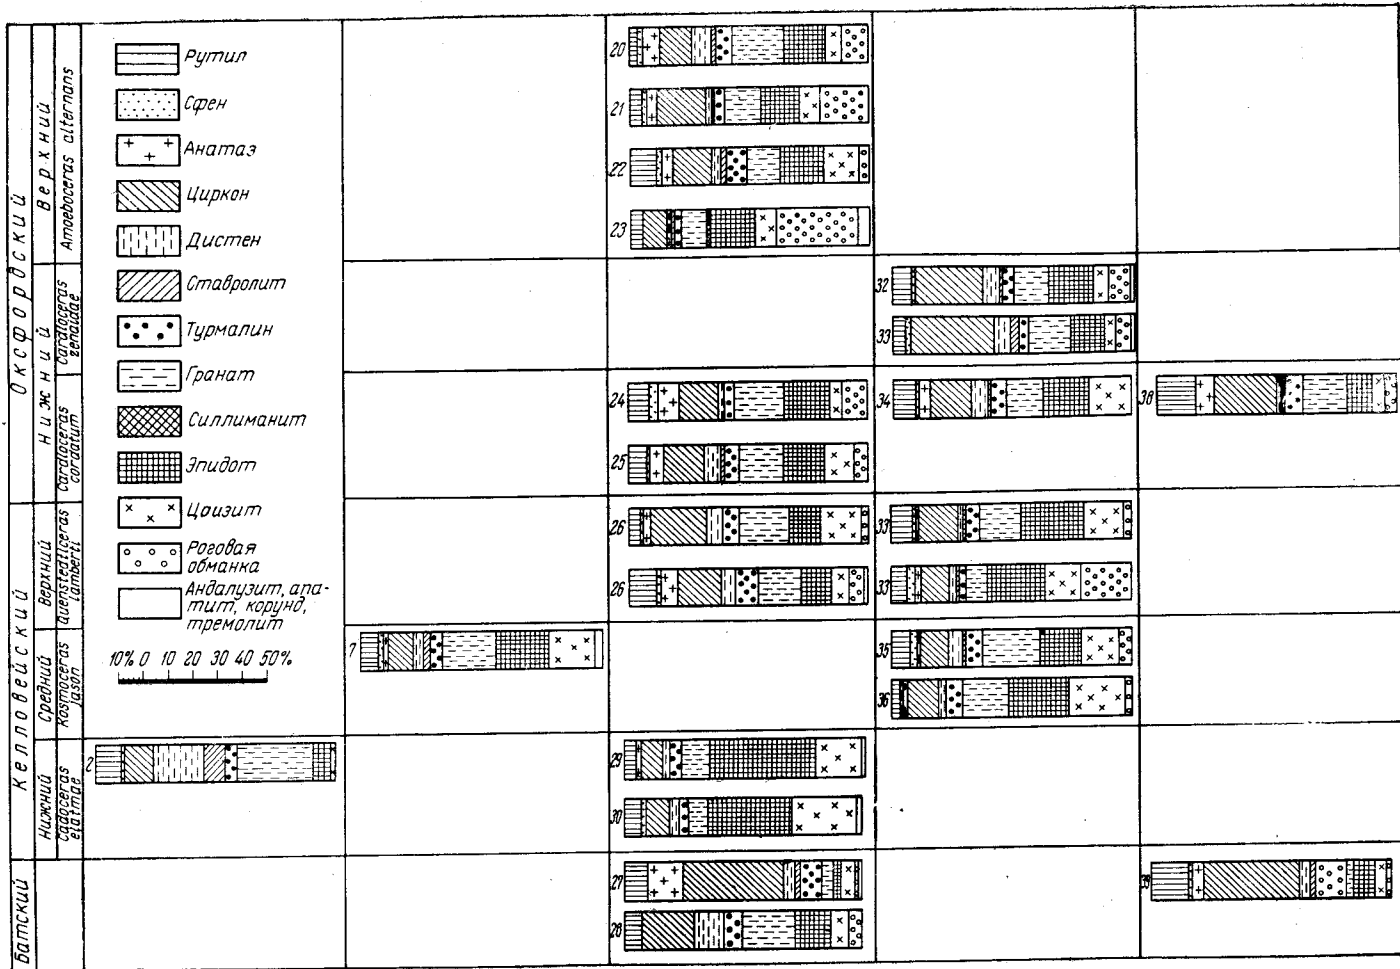 Оксфордский
Верхний
Amoeboceras alternans
Нижний
Cardioceras
zenaidae
Cardioceras
cordatum
Келловейский
Верхний
Quenstedticeras
lamberti
Средний
Kosmoceras
jason
Нижний
Cadoceras
elatmae
Батский
Рутил
Сфен
Анатаз
Циркон
Дистен
Ставролит
Турмалин
Гранат
Силлиманит
Эпидот
Цоизит
Роговая
обманка
Андалузит, апа-
тит, корунд,
тремолит
10% 0 10 20 30 40 50%
20
21
22
23
32
33
24
34
38
25
26
33
26
33
7
35
36
2
29
30
27
39
28